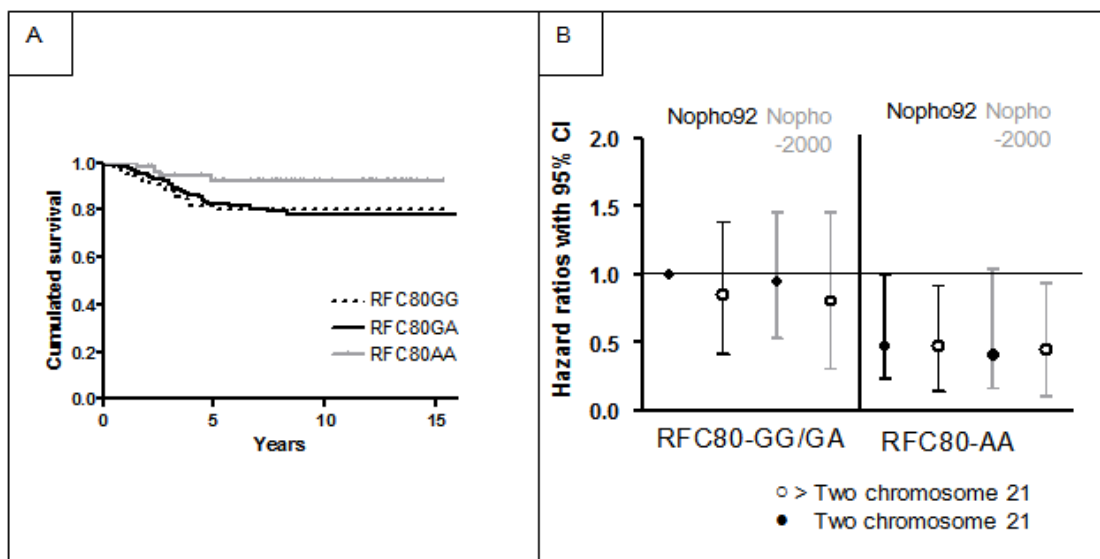 A
Cumulated survival
1.0
0.8
0.6
0.4
0.2
0.0
0 5 10 15
Years
RFC80GG
RFC80GA
RFC80AA
B
Hazard ratios with 95% CI
Nopho92 Nopho
-2000
Nopho92 Nopho
-2000
2.0
1.5
1.0
0.5
0.0
RFC80-GG/GA RFC80-AA
> Two chromosome 21
Two chromosome 21